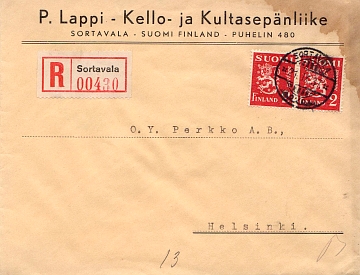 P. Lappi - Kello- ja Kultasepänliike
SORTAVALA - SUOMI FINLAND - PUHELIN 480
R Sortavala
00430
SUOMI
FINLAND
2
O.Y. Perkko A.B.,
Helsinki.
13